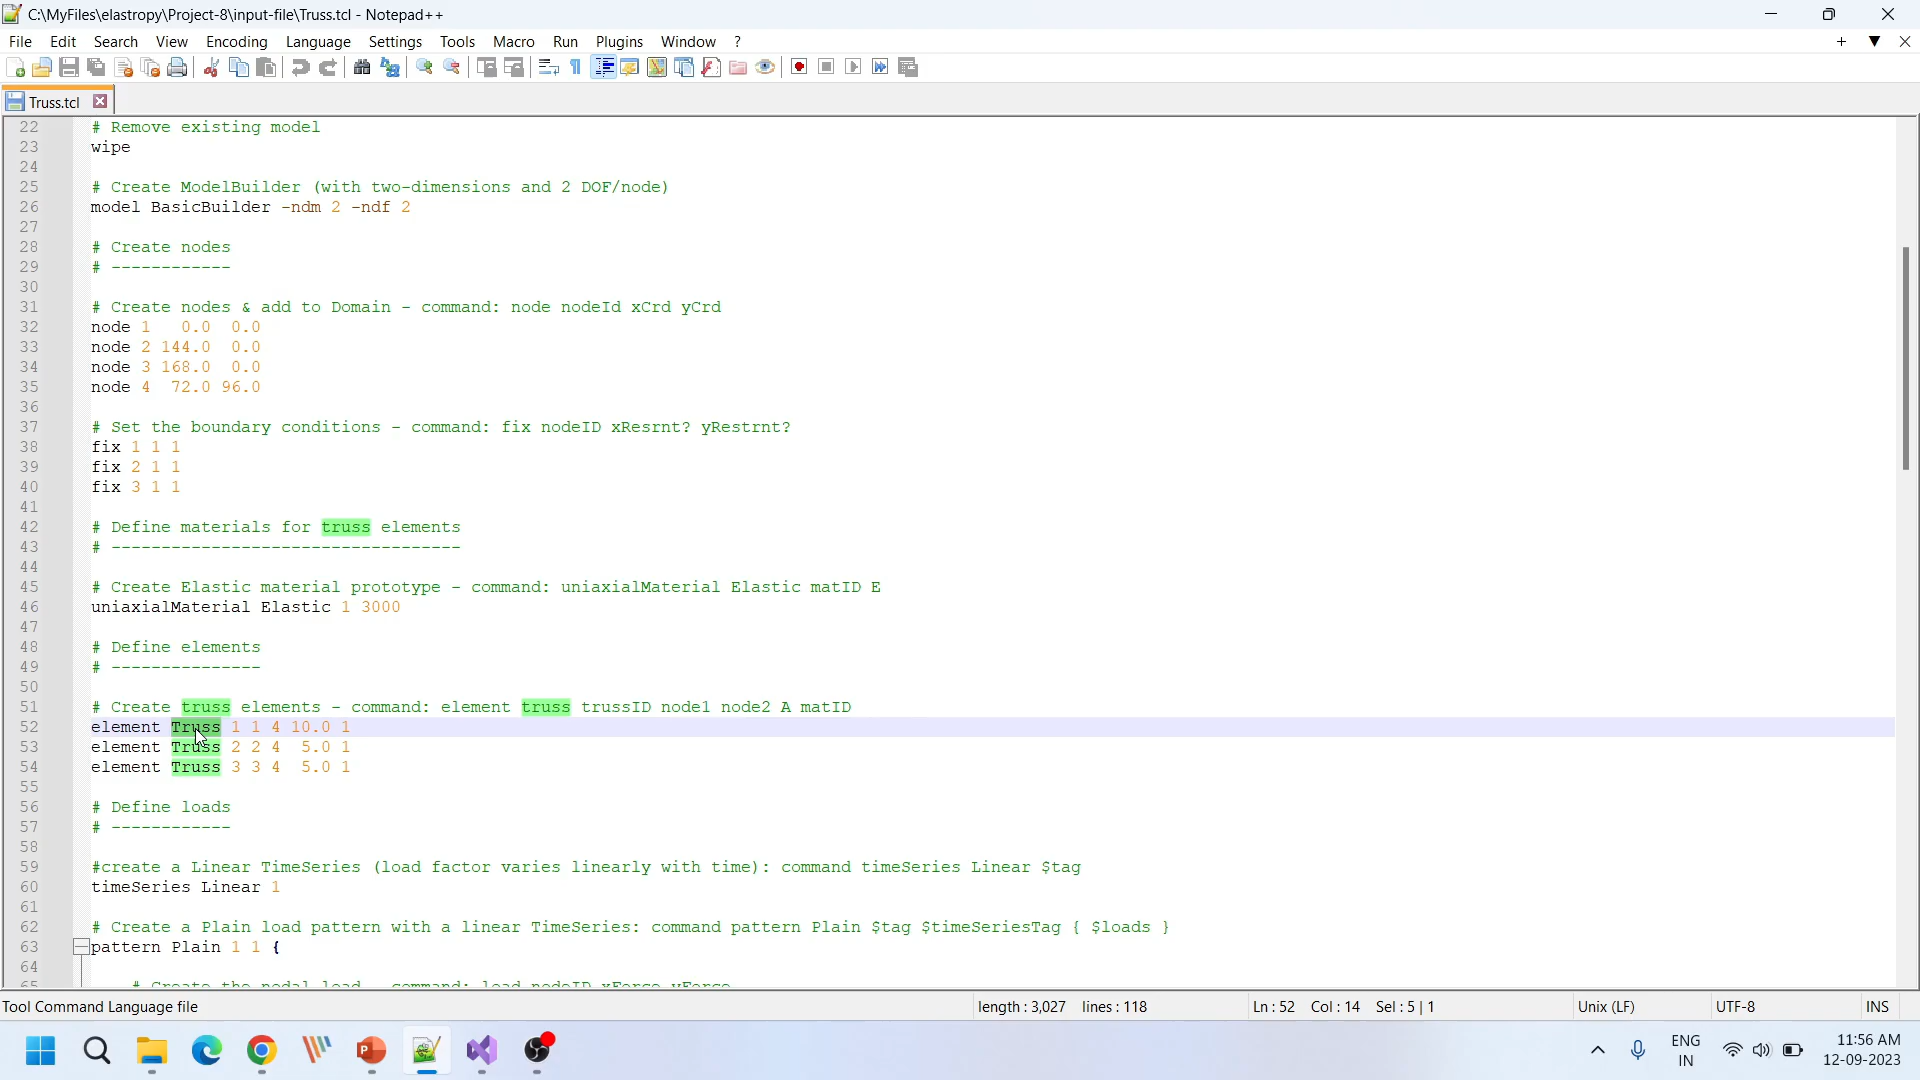 C:\MyFiles\elastropy\Project-8\input-file\Truss.tcl - Notepad++
File Edit Search View Encoding Language Settings Tools Macro Run Plugins Window ?
Truss.tcl
22 # Remove existing model
23 wipe
24
25 # Create ModelBuilder (with two-dimensions and 2 DOF/node)
26 model BasicBuilder -ndm 2 -ndf 2
27
28 # Create nodes
29 # ------------
30
31 # Create nodes & add to Domain - command: node nodeId xCrd yCrd
32 node 1   0.0  0.0
33 node 2 144.0  0.0
34 node 3 168.0  0.0
35 node 4  72.0 96.0
36
37 # Set the boundary conditions - command: fix nodeID xResrnt? yRestrnt?
38 fix 1 1 1
39 fix 2 1 1
40 fix 3 1 1
41
42 # Define materials for truss elements
43 # -----------------------------------
44
45 # Create Elastic material prototype - command: uniaxialMaterial Elastic matID E
46 uniaxialMaterial Elastic 1 3000
47
48 # Define elements
49 # ---------------
50
51 # Create truss elements - command: element truss trussID node1 node2 A matID
52 element Truss 1 1 4 10.0 1
53 element Truss 2 2 4  5.0 1
54 element Truss 3 3 4  5.0 1
55
56 # Define loads
57 # ------------
58
59 #create a Linear TimeSeries (load factor varies linearly with time): command timeSeries Linear $tag
60 timeSeries Linear 1
61
62 # Create a Plain load pattern with a linear TimeSeries: command pattern Plain $tag $timeSeriesTag { $loads }
63 pattern Plain 1 1 {
64
65 # Create the nodal load - command: load nodeID xForce yForce
Tool Command Language file length : 3,027 lines : 118 Ln : 52 Col : 14 Sel : 5 | 1 Unix (LF) UTF-8 INS
ENG
IN
11:56 AM
12-09-2023